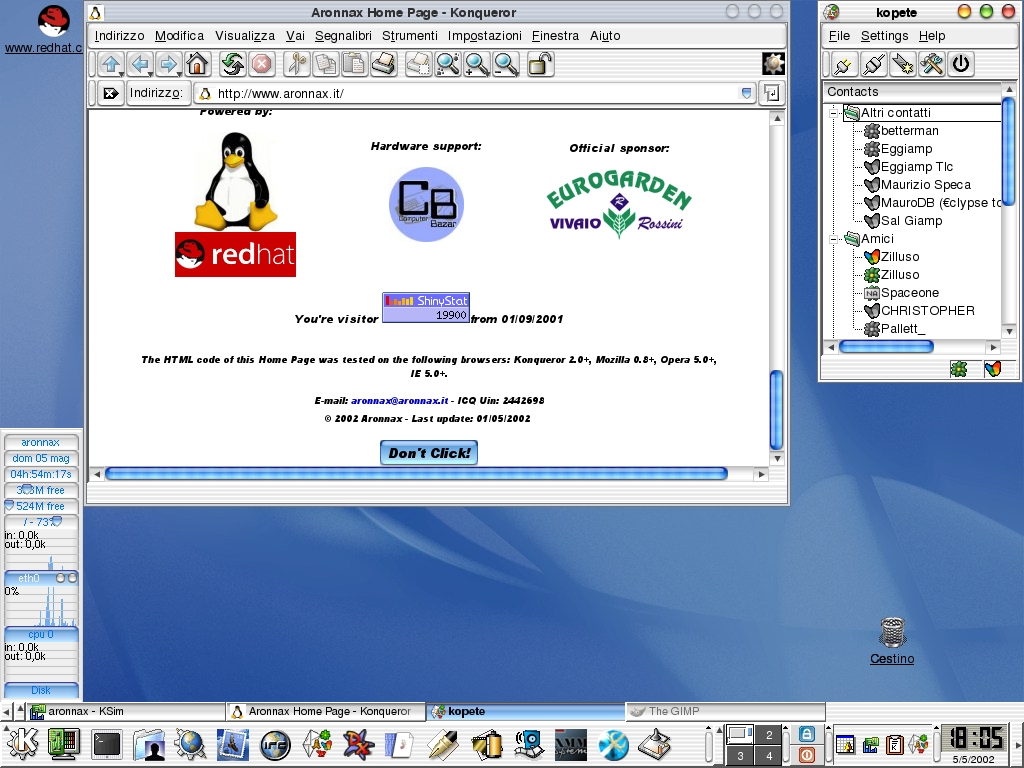 www.redhat.c
Aronnax Home Page - Konqueror
Indirizzo Modifica Visualizza Vai Segnalibri Strumenti Impostazioni Finestra Aiuto
Indirizzo: http://www.aronnax.it/
Powered by:
Hardware support:
Official sponsor:
CB
Computer
Bazar
EUROGARDEN
R
VIVAIO Rossini
redhat
ShinyStat
19900
You're visitor from 01/09/2001
The HTML code of this Home Page was tested on the following browsers: Konqueror 2.0+, Mozilla 0.8+, Opera 5.0+,
IE 5.0+.
E-mail: aronnax@aronnax.it - ICQ Uin: 2442698
© 2002 Aronnax - Last update: 01/05/2002
Don't Click!
kopete
File Settings Help
Contacts
Altri contatti
betterman
Eggiamp
Eggiamp Tlc
Maurizio Speca
MauroDB (€clypse to
Sal Giamp
Amici
Zilluso
Zilluso
NA Spaceone
CHRISTOPHER
Pallett_
aronnax
dom 05 mag
04h:54m:17s
M free
524M free
/ - 73%
in: 0,0k
out: 0,0k
eth0
0%
cpu 0
in: 0,0k
out: 0,0k
Disk
Cestino
aronnax - KSim
Aronnax Home Page - Konqueror
kopete
The GIMP
2
3 4
18:05
5/5/2002